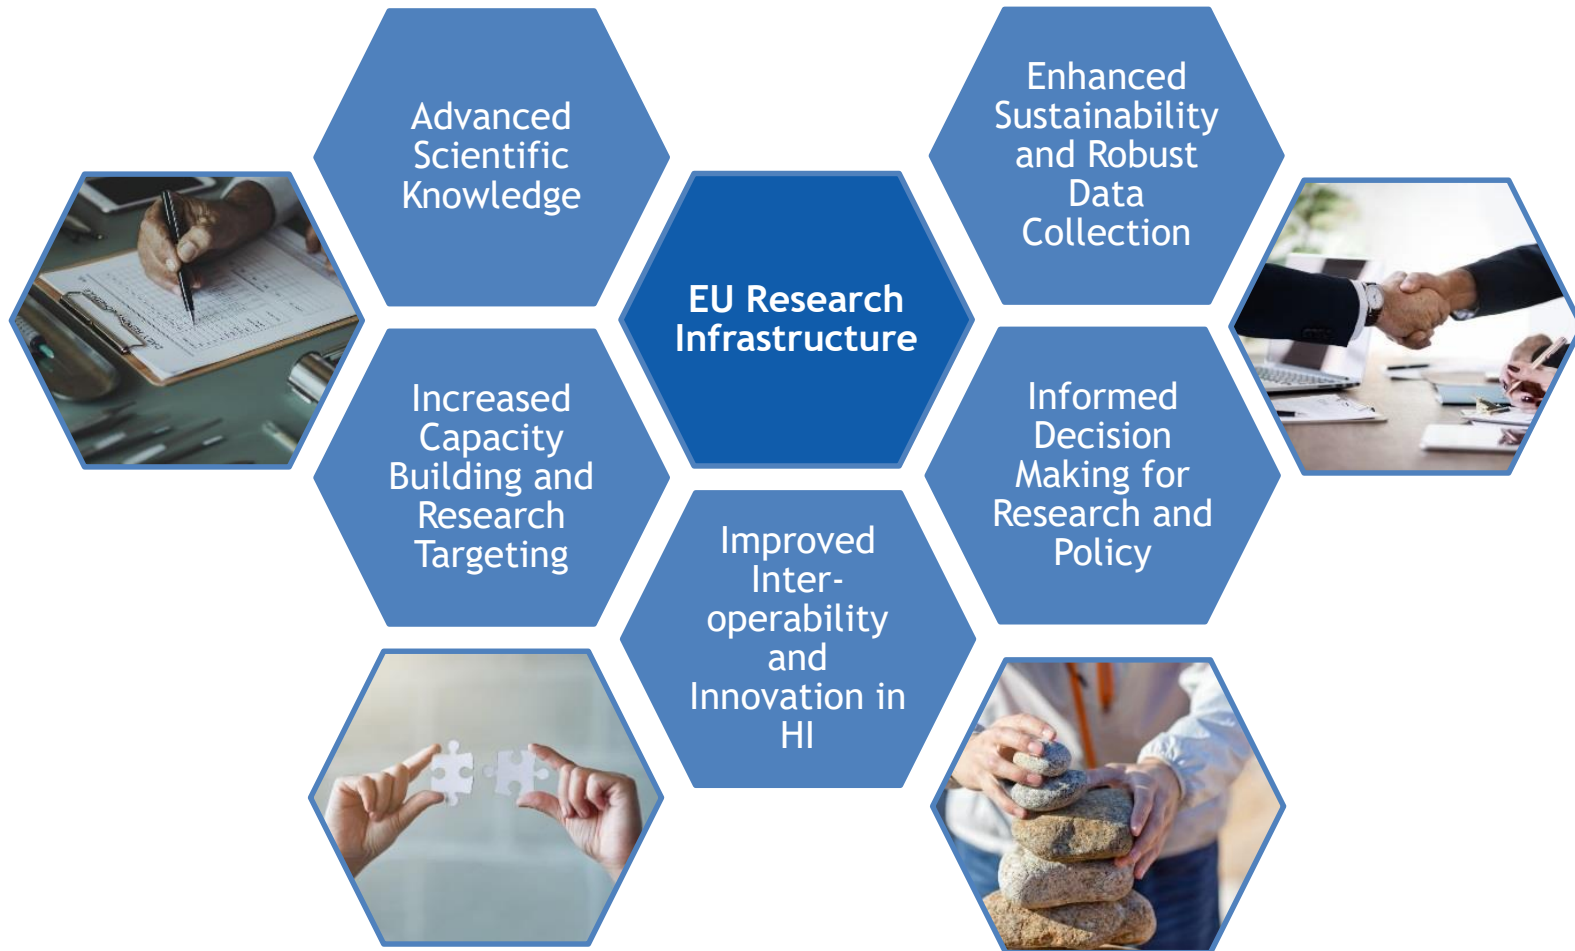 Advanced
Scientific
Knowledge
Enhanced
Sustainability
and Robust
Data
Collection
EU Research
Infrastructure
Increased
Capacity
Building and
Research
Targeting
Informed
Decision
Making for
Research and
Policy
Improved
Inter-
operability
and
Innovation in
HI